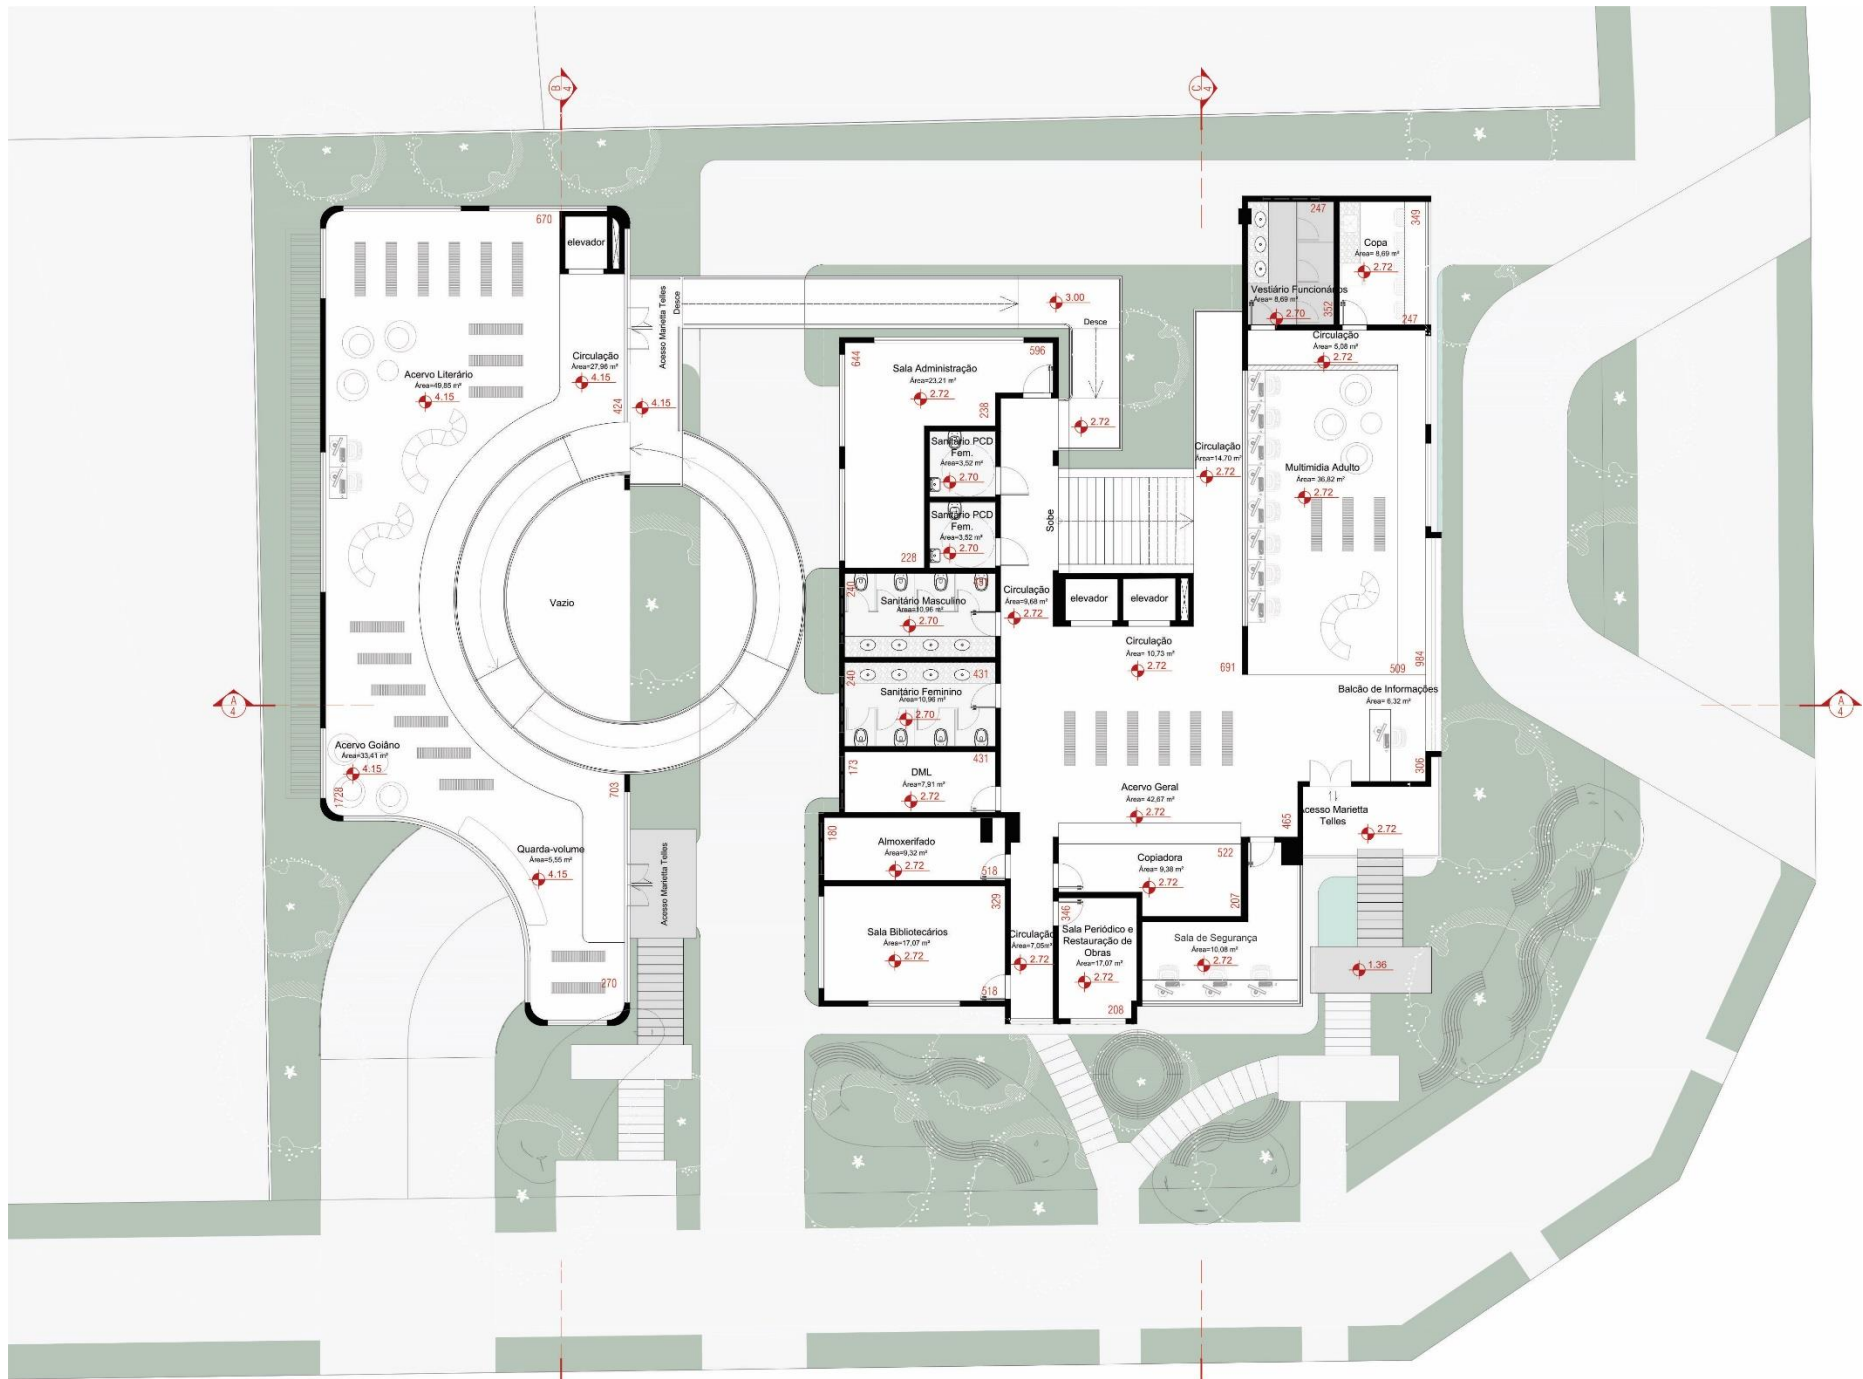 B
4
C
4
670
elevador
Acervo Literário
Área=49,85 m²
4.15
Circulação
Área=27,96 m²
4.15
424
Acesso Marietta Telles
Desce
4.15
3.00
Desce
2.72
Vazio
Acervo Goiâno
Área=33,41 m²
4.15
1728
703
Quarda-volume
Área=5,55 m²
4.15
Acesso Marietta Telles
270
A
4
644
596
Sala Administração
Área=23,21 m²
2.72
238
Sanitário PCD
Fem.
Área=3,52 m²
2.70
Sanitário PCD
Fem.
Área=3,52 m²
2.70
228
240
431
Sanitário Masculino
Área=10,96 m²
2.70
240
431
Sanitário Feminino
Área=10,96 m²
2.70
173
431
DML
Área=7,91 m²
2.72
180
Almoxerifado
Área=9,32 m²
2.72
518
329
Sala Bibliotecários
Área=17,07 m²
2.72
518
Circulação
Área=9,68 m²
2.72
Sobe
elevador
elevador
Circulação
Área= 10,73 m²
2.72
691
Acervo Geral
Área= 42,67 m²
2.72
465
Copiadora
Área= 9,38 m²
2.72
522
207
Circulação
Área=7,05m²
2.72
346
Sala Periódico e
Restauração de
Obras
Área=17,07 m²
2.72
208
Sala de Segurança
Área=10,08 m²
2.72
247
Vestiário Funcionários
Área= 8,69 m²
2.70
352
349
Copa
Área= 8,69 m²
2.72
247
Circulação
Área= 5,08 m²
2.72
Circulação
Área=14,70 m²
2.72
Multimidia Adulto
Área= 36,82 m²
2.72
509
984
Balcão de Informações
Área= 6,32 m²
306
Acesso Marietta
Telles
2.72
1.36
A
4